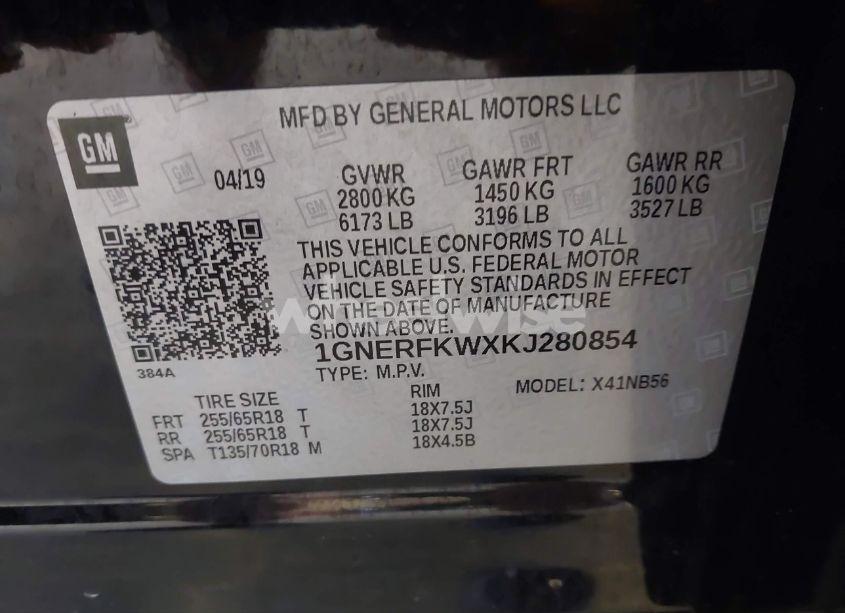 GM
MFD BY GENERAL MOTORS LLC
04/19
GVWR
2800 KG
6173 LB
GAWR FRT
1450 KG
3196 LB
GAWR RR
1600 KG
3527 LB
THIS VEHICLE CONFORMS TO ALL
APPLICABLE U.S. FEDERAL MOTOR
VEHICLE SAFETY STANDARDS IN EFFECT
ON THE DATE OF MANUFACTURE
SHOWN ABOVE.
1GNERFKWXKJ280854
TYPE: M.P.V.
MODEL: X41NB56
384A
TIRE SIZE RIM
FRT 255/65R18 T 18X7.5J
RR 255/65R18 T 18X7.5J
SPA T135/70R18 M 18X4.5B